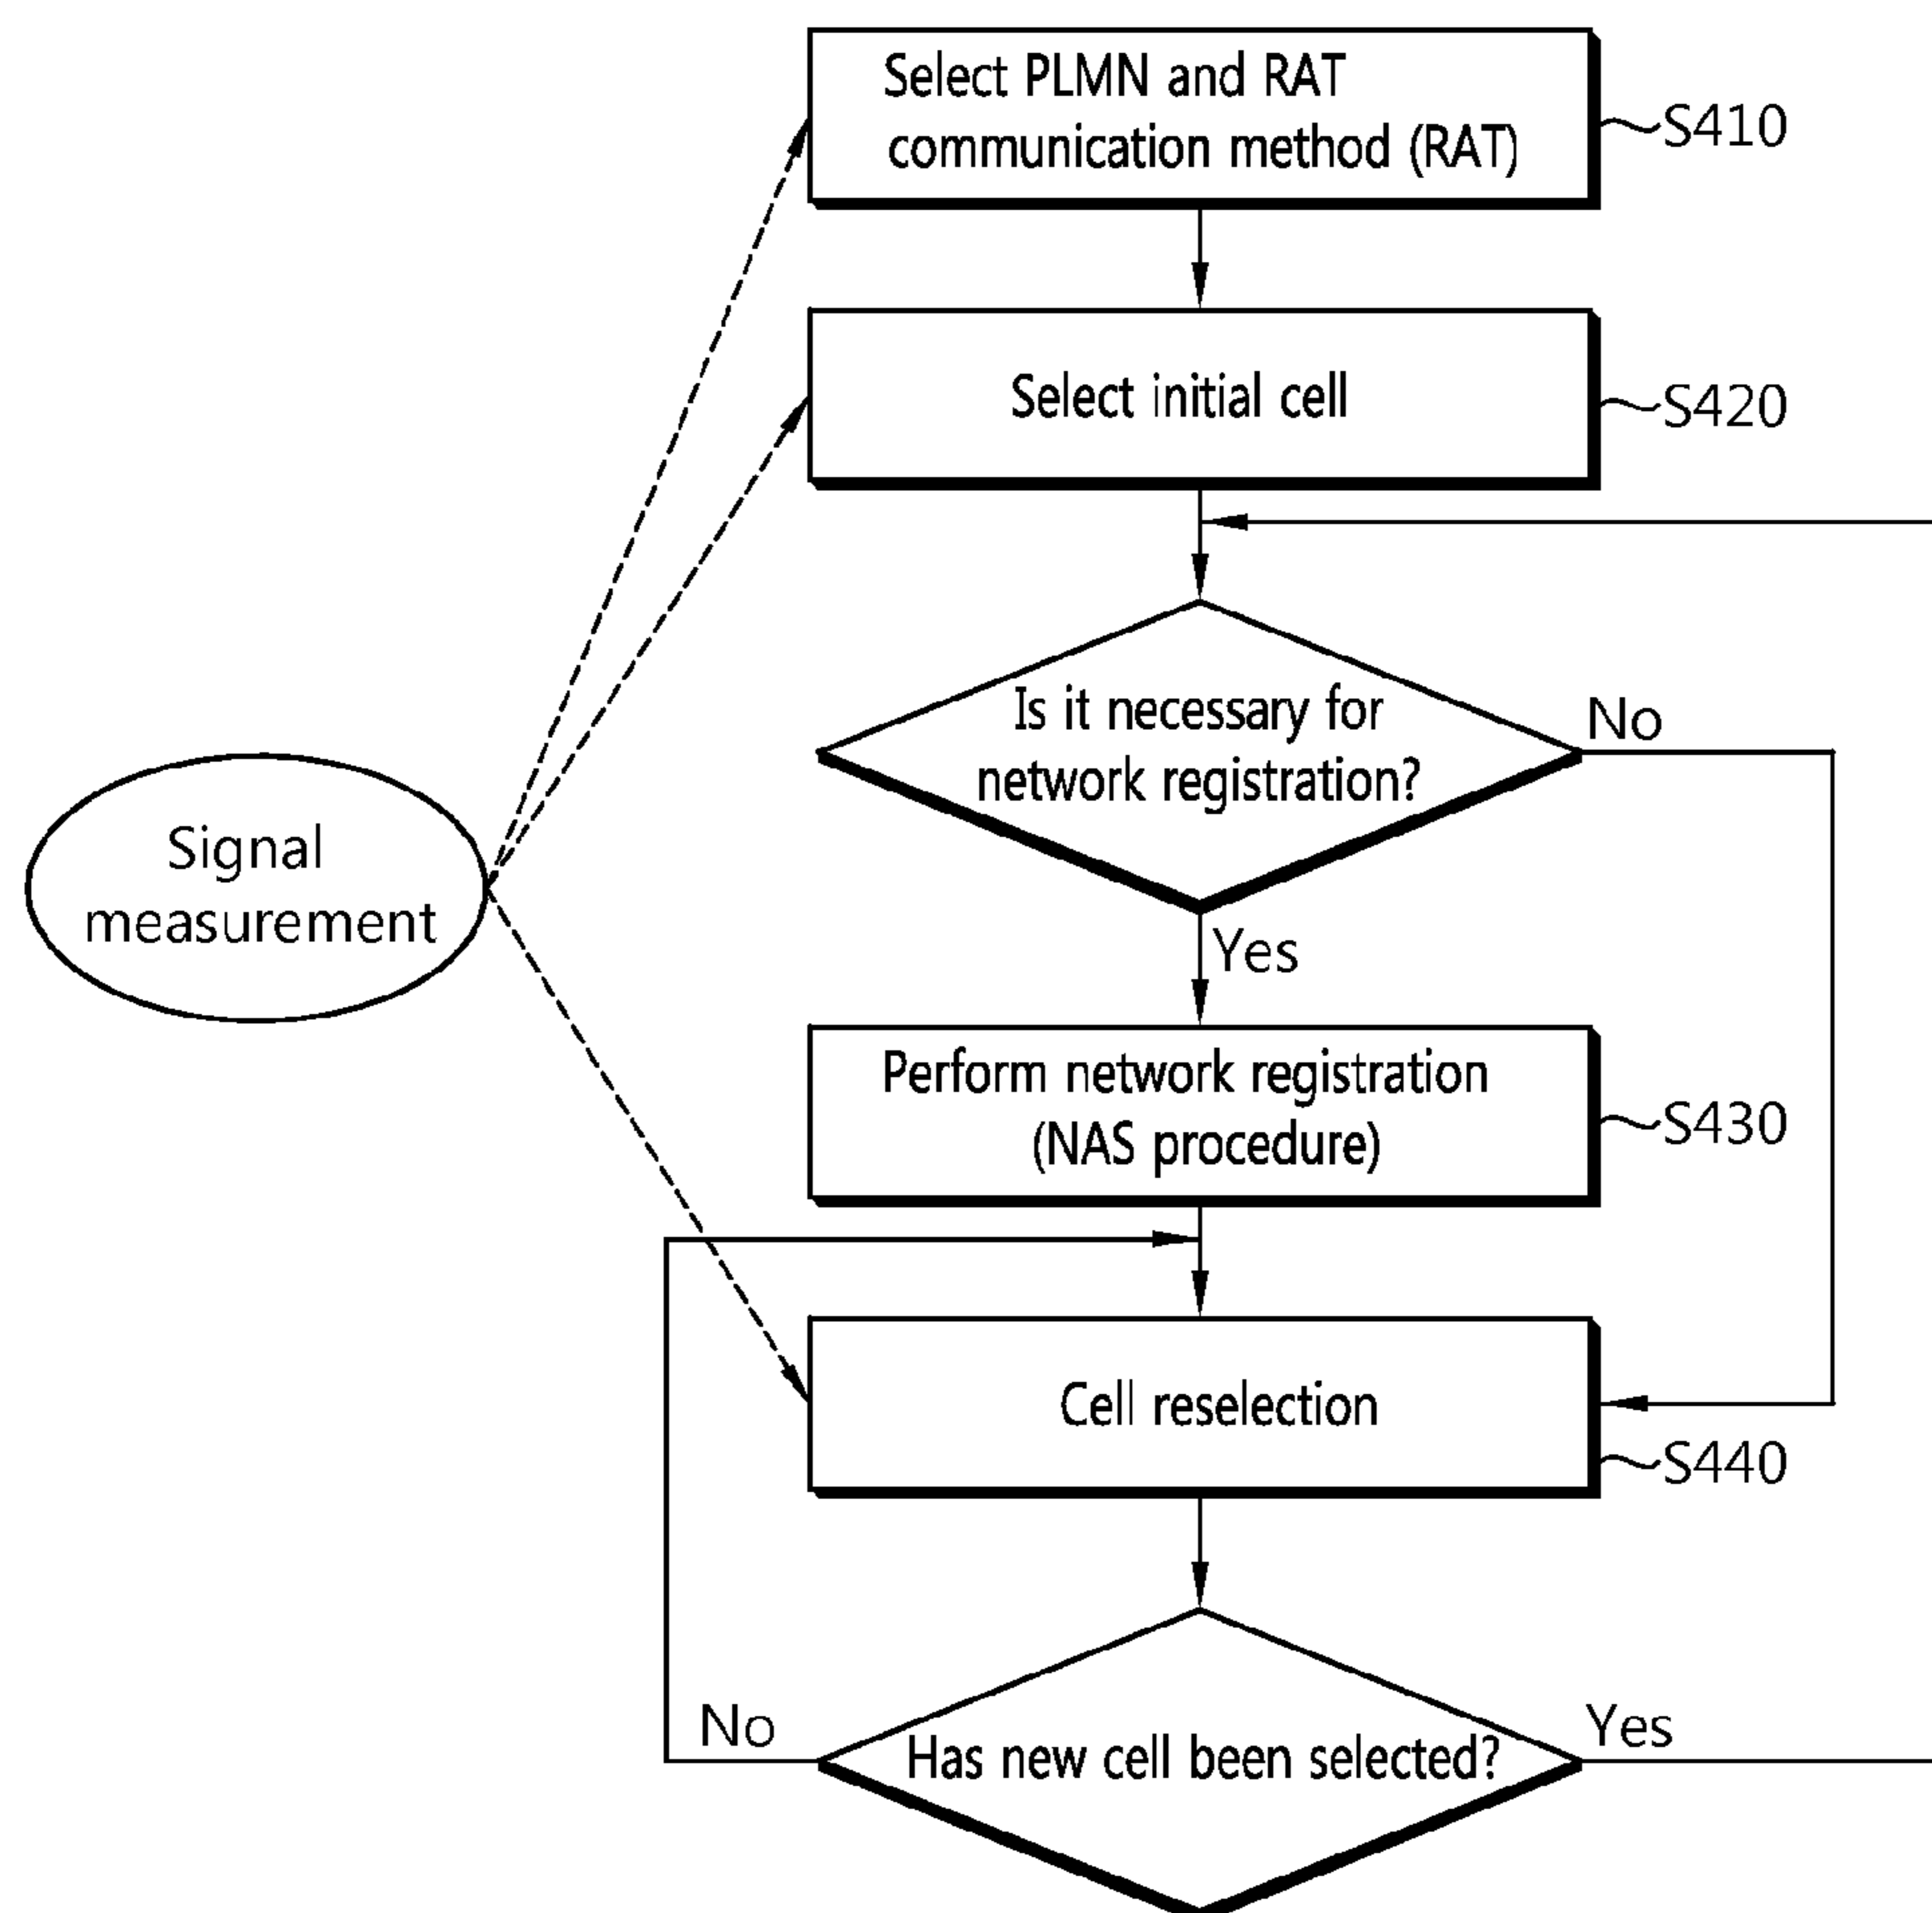 Select PLMN and RAT
communication method (RAT)
S410
Select initial cell
S420
Is it necessary for
network registration?
No
Yes
Signal
measurement
Perform network registration
(NAS procedure)
S430
Cell reselection
S440
No
Has new cell been selected?
Yes